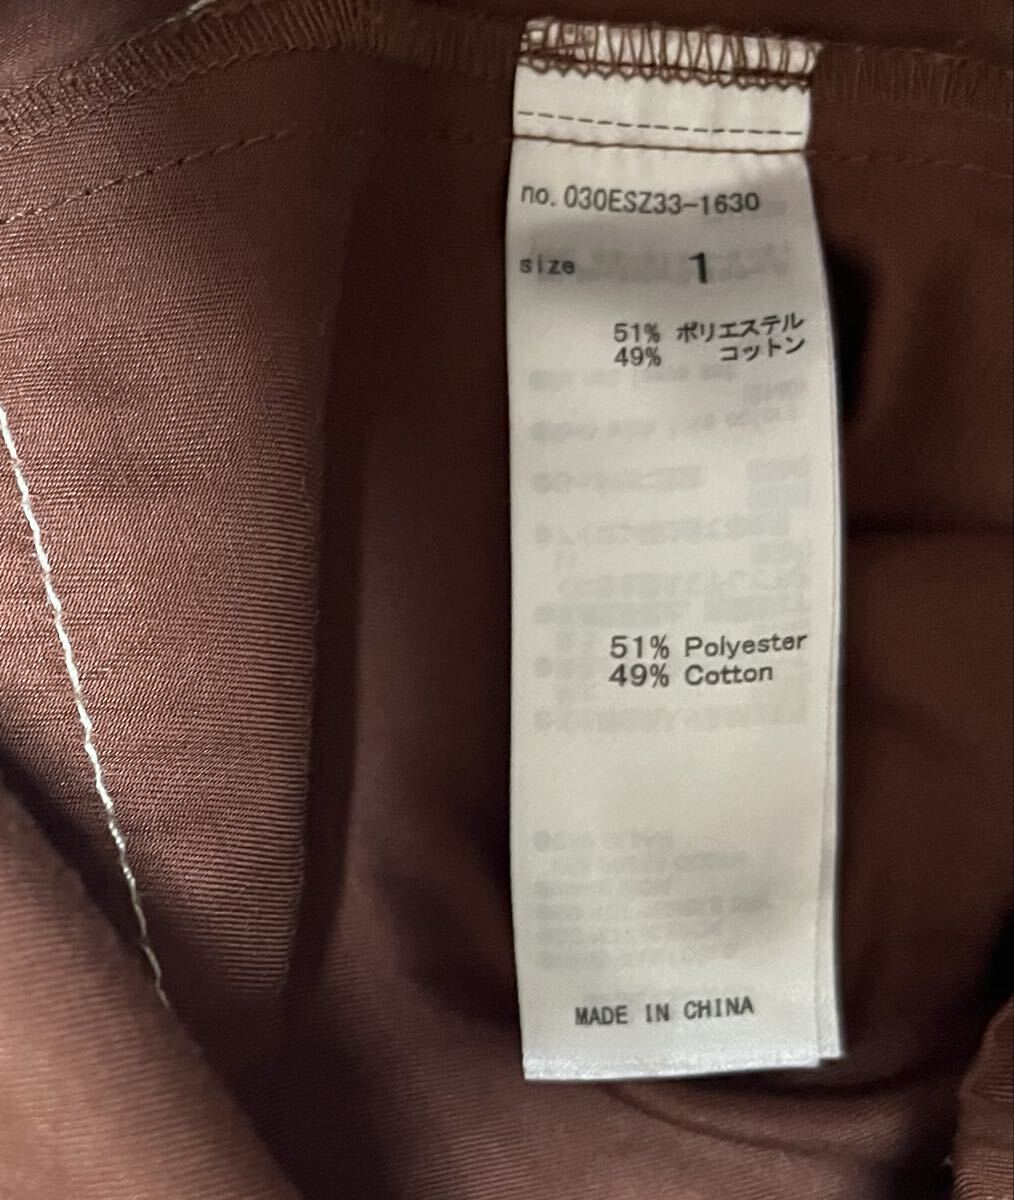 no. 030ESZ33-1630
size 1
51% ポリエステル
49% コットン
51% Polyester
49% Cotton
MADE IN CHINA